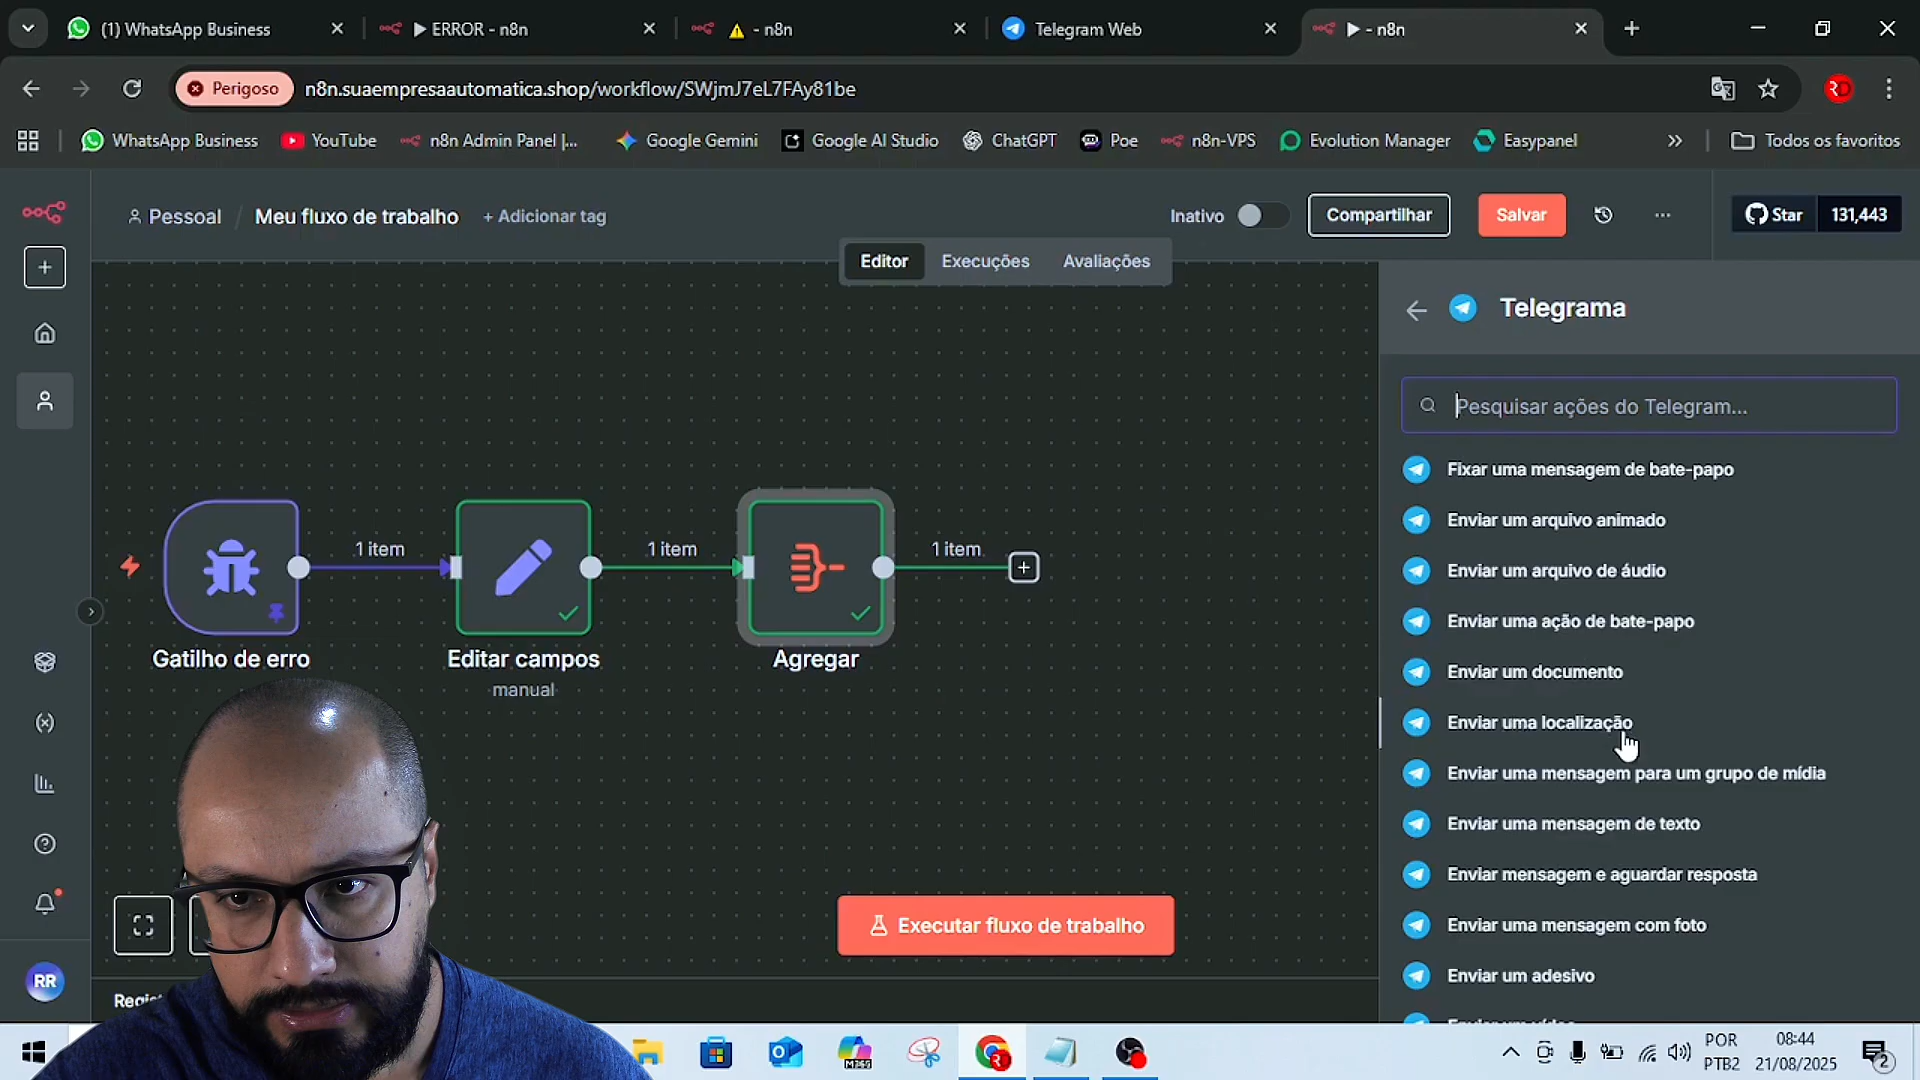 (1) WhatsApp Business
▶ ERROR - n8n
⚠ - n8n
Telegram Web
▶ - n8n
Perigoso
n8n.suaempresaautomatica.shop/workflow/SWjmJ7eL7FAy81be
WhatsApp Business
YouTube
n8n Admin Panel |...
Google Gemini
Google AI Studio
ChatGPT
Poe
n8n-VPS
Evolution Manager
Easypanel
Todos os favoritos
Pessoal / Meu fluxo de trabalho
+ Adicionar tag
Inativo
Compartilhar
Salvar
Star
131,443
Editor
Execuções
Avaliações
Telegrama
Pesquisar ações do Telegram...
Fixar uma mensagem de bate-papo
Enviar um arquivo animado
Enviar um arquivo de áudio
Enviar uma ação de bate-papo
Enviar um documento
Enviar uma localização
Enviar uma mensagem para um grupo de mídia
Enviar uma mensagem de texto
Enviar mensagem e aguardar resposta
Enviar uma mensagem com foto
Enviar um adesivo
1 item
1 item
1 item
Gatilho de erro
Editar campos
manual
Agregar
Executar fluxo de trabalho
RR
POR
PTB2
08:44
21/08/2025
2